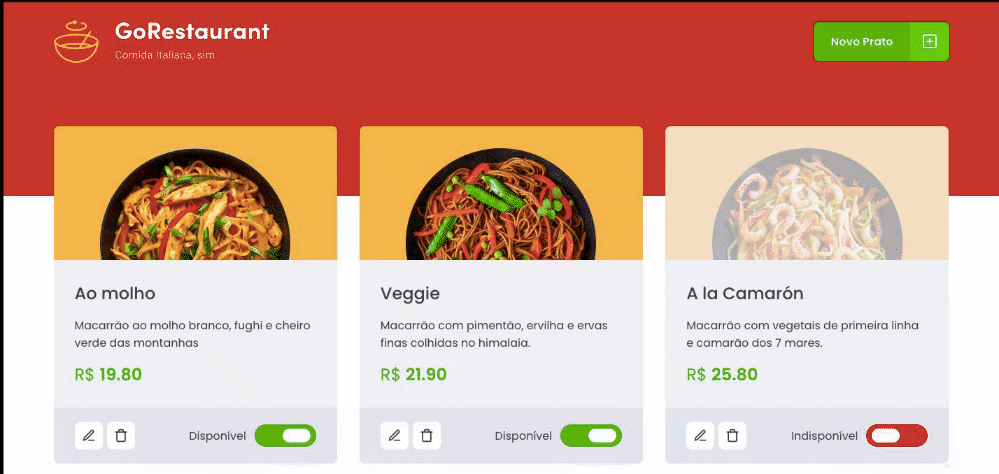 GoRestaurant
Comida Italiana, sim.
Novo Prato
Ao molho
Macarrão ao molho branco, fughi e cheiro
verde das montanhas
R$ 19.80
Disponível
Veggie
Macarrão com pimentão, ervilha e ervas
finas colhidas no himalaia.
R$ 21.90
Disponível
A la Camarón
Macarrão com vegetais de primeira linha
e camarão dos 7 mares.
R$ 25.80
Indisponível